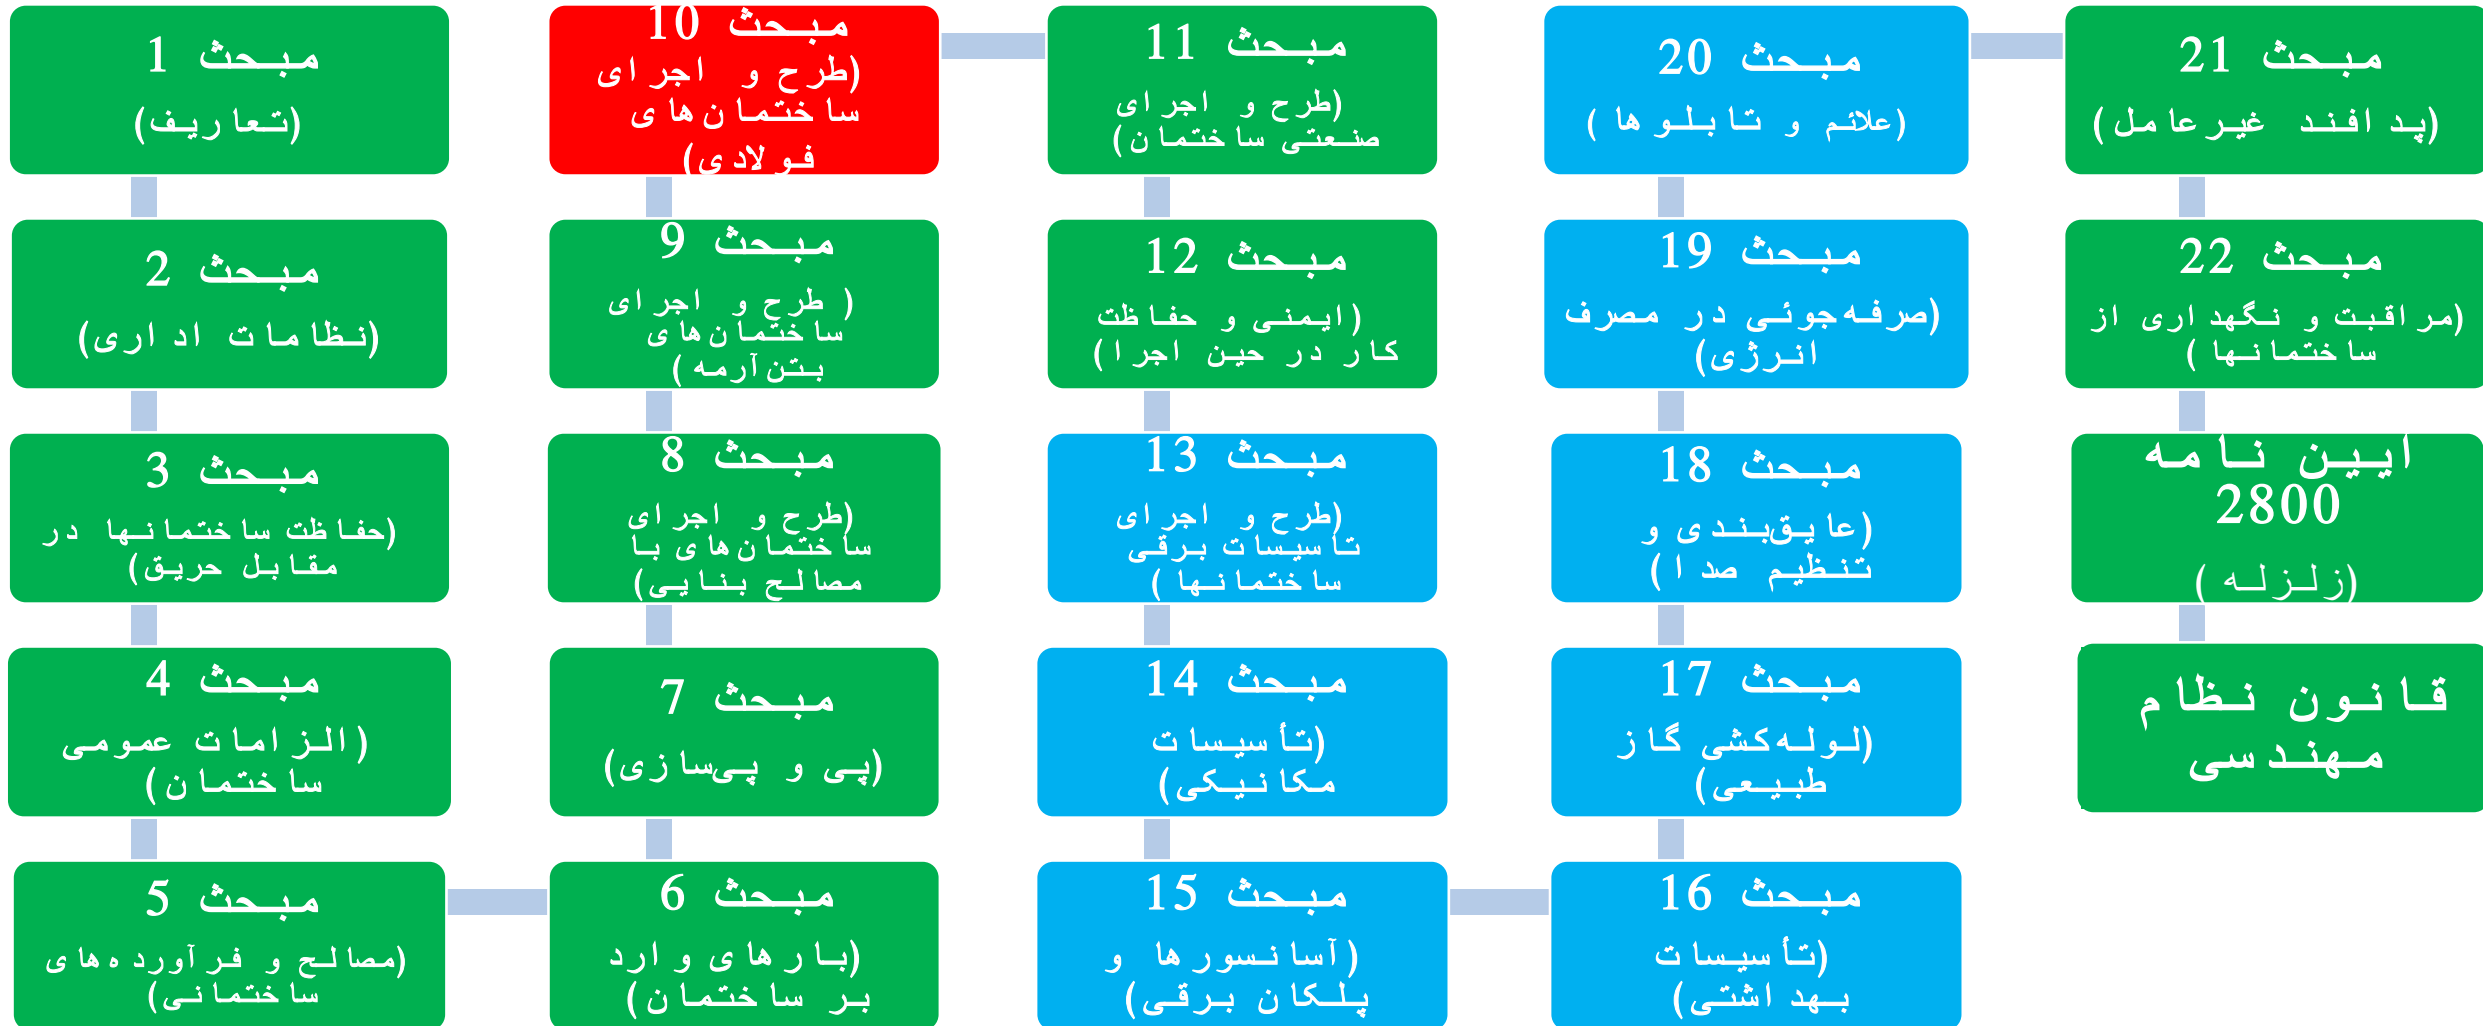 مبحث 1
(تعاریف)
مبحث 2
(نظامات اداری)
مبحث 3
(حفاظت ساختمانها در
مقابل حریق)
مبحث 4
(الزامات عمومی
ساختمان)
مبحث 5
(مصالح و فرآورده‌های
ساختمانی)
مبحث 6
(بارهای وارد
بر ساختمان)
مبحث 7
(پی و پی‌سازی)
مبحث 8
(طرح و اجرای
ساختمان‌های با
مصالح بنایی)
مبحث 9
( طرح و اجرای
ساختمان‌های
بتن‌آرمه)
مبحث 10
(طرح و اجرای
ساختمان‌های
فولادی)
مبحث 11
(طرح و اجرای
صنعتی ساختمان)
مبحث 12
(ایمنی و حفاظت
کار در حین اجرا)
مبحث 13
(طرح و اجرای
تاسیسات برقی
ساختمانها)
مبحث 14
(تأسیسات
مکانیکی)
مبحث 15
(آسانسورها و
پلکان برقی)
مبحث 16
(تأسیسات
بهداشتی)
مبحث 17
(لوله‌کشی گاز
طبیعی)
مبحث 18
(عایق‌بندی و
تنظیم صدا)
مبحث 19
(صرفه‌جوئی در مصرف
انرژی)
مبحث 20
(علائم و تابلوها)
مبحث 21
(پدافند غیرعامل)
مبحث 22
(مراقبت و نگهداری از
ساختمانها)
ایین نامه
2800
(زلزله)
قانون نظام
مهندسی